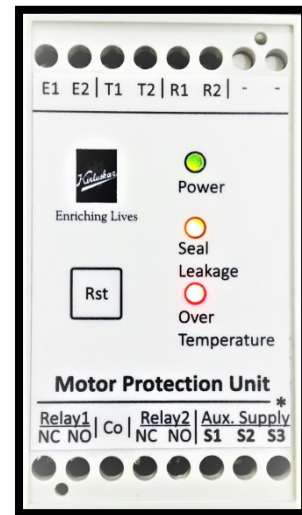 E1 E2 | T1 T2 | R1 R2 | - -
Kirloskar
Enriching Lives
Power
Seal
Leakage
Rst
Over
Temperature
Motor Protection Unit
*
Relay1 | Co | Relay2 | Aux. Supply
NC NO NC NO S1 S2 S3